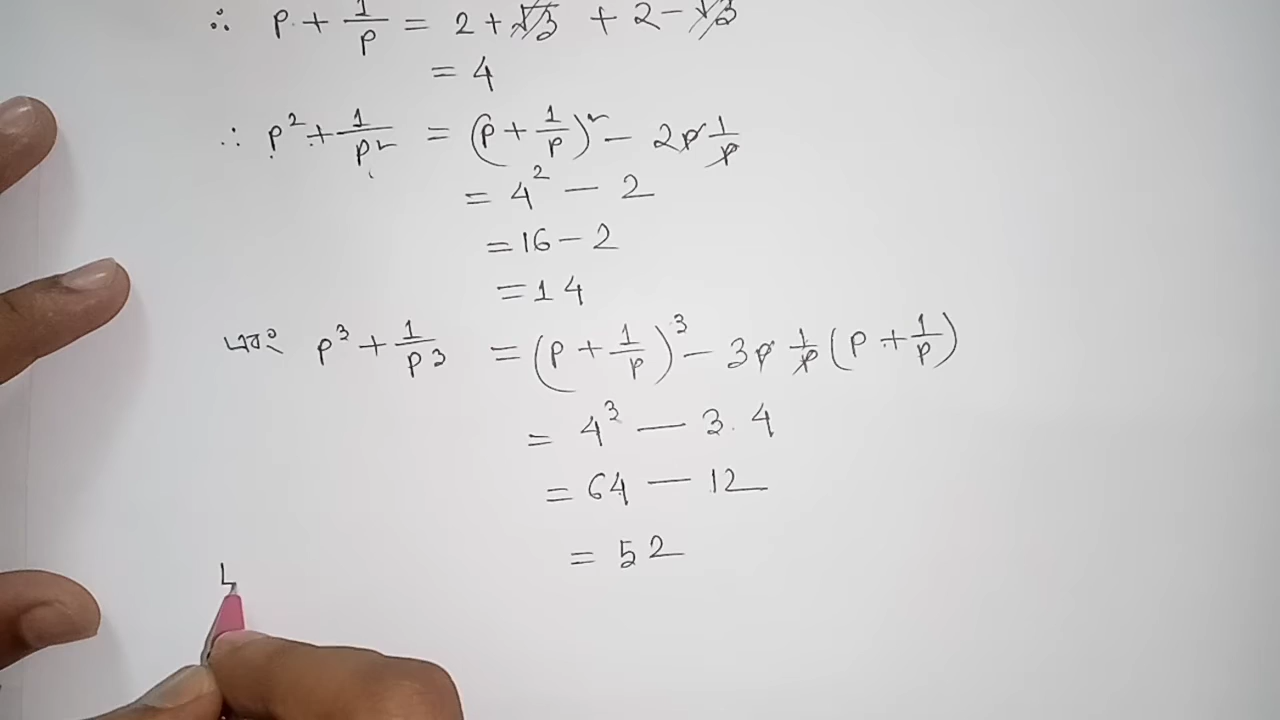 ∴ p + 1/p = 2 + √3 + 2 - √3
= 4
∴ p² + 1/p² = (p + 1/p)² - 2p 1/p
= 4² - 2
= 16 - 2
= 14
এবং p³ + 1/p³ = (p + 1/p)³ - 3p 1/p (p + 1/p)
= 4³ - 3.4
= 64 - 12
= 52